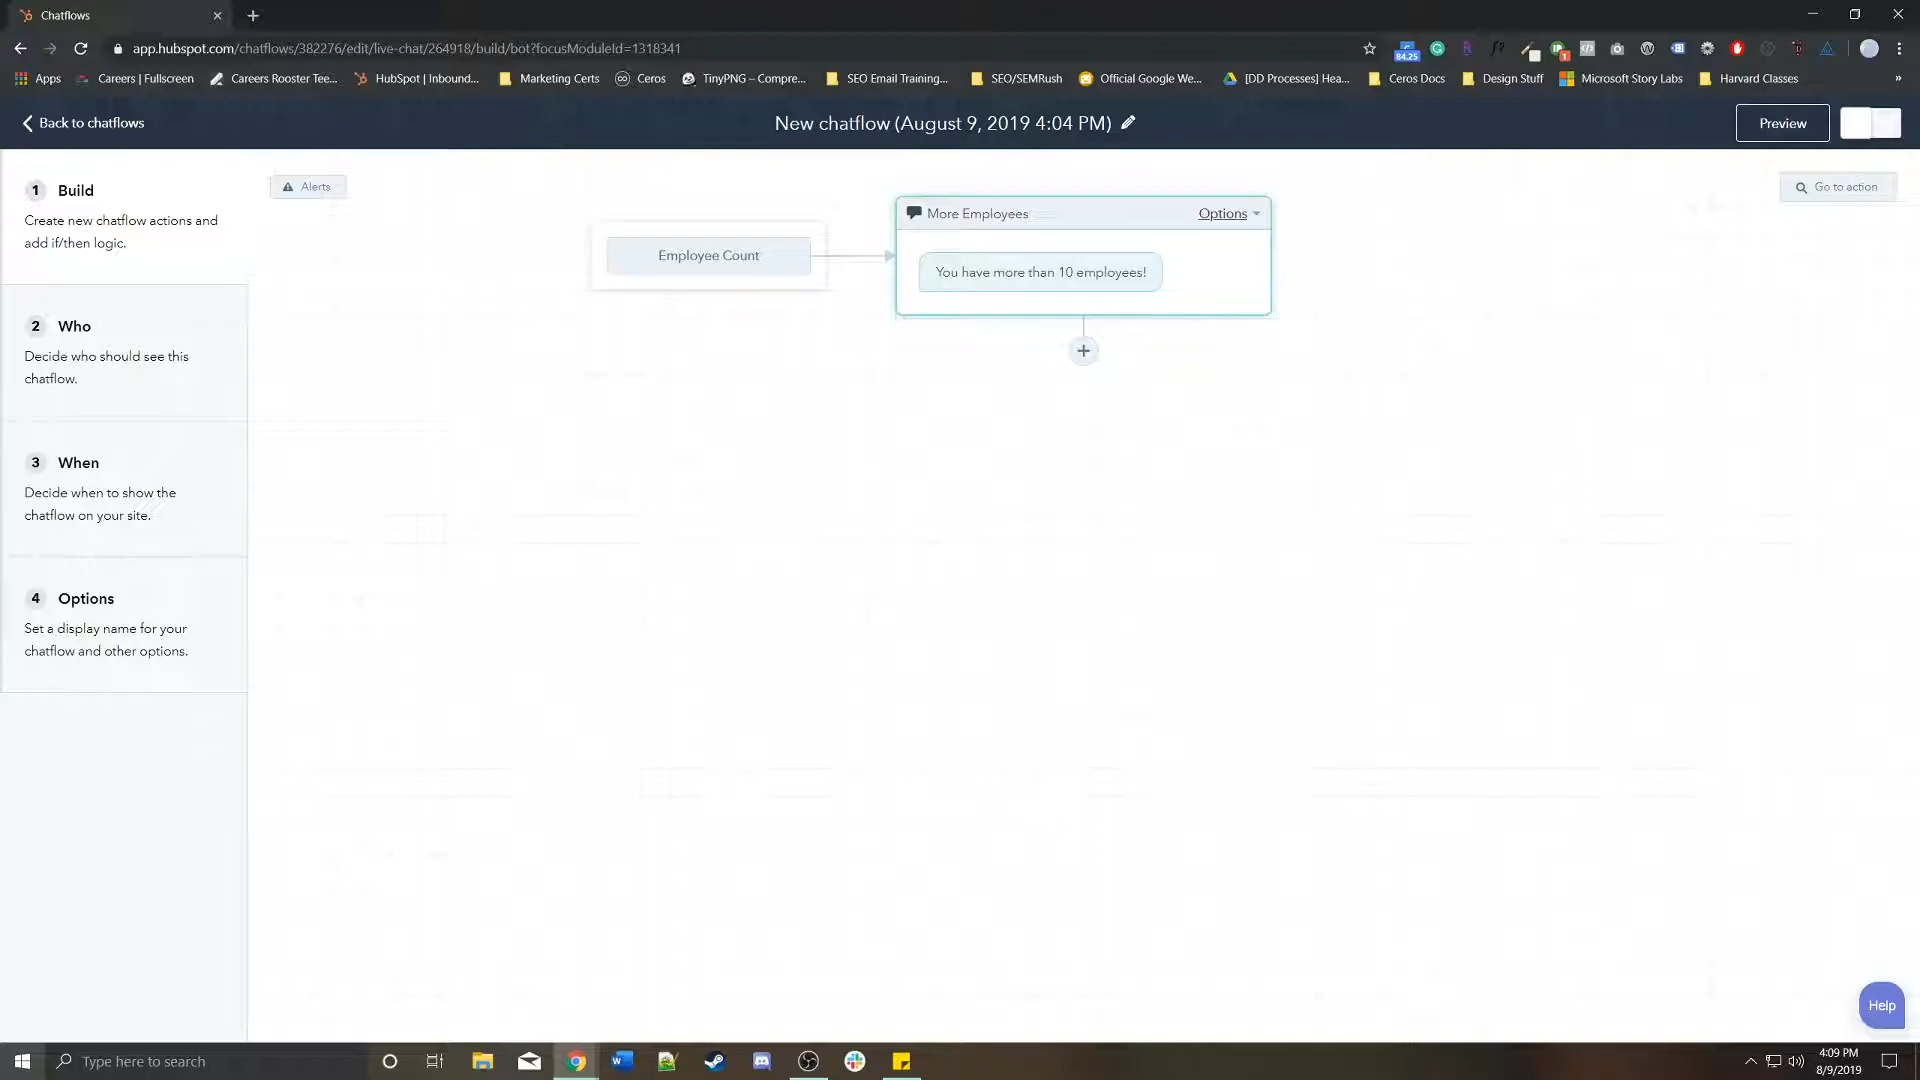 Chatflows
app.hubspot.com/chatflows/382276/edit/live-chat/264918/build/bot?focusModuleId=1318341
84.25
1
Apps
Careers | Fullscreen
Careers Rooster Tee...
HubSpot | Inbound...
Marketing Certs
Ceros
TinyPNG – Compre...
SEO Email Training...
SEO/SEMRush
Official Google We...
[DD Processes] Hea...
Ceros Docs
Design Stuff
Microsoft Story Labs
Harvard Classes
»
Back to chatflows
New chatflow (August 9, 2019 4:04 PM)
Preview
1 Build
Create new chatflow actions and
add if/then logic.
2 Who
Decide who should see this
chatflow.
3 When
Decide when to show the
chatflow on your site.
4 Options
Set a display name for your
chatflow and other options.
Alerts
Go to action
Employee Count
More Employees
Options
You have more than 10 employees!
+
Help
Type here to search
4:09 PM
8/9/2019